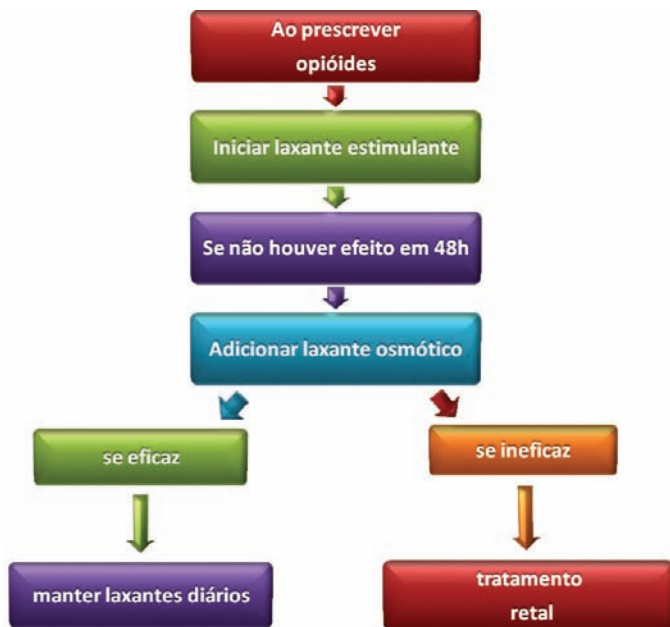 Ao prescrever
opióides
Iniciar laxante estimulante
Se não houver efeito em 48h
Adicionar laxante osmótico
se eficaz
se ineficaz
manter laxantes diários
tratamento
retal